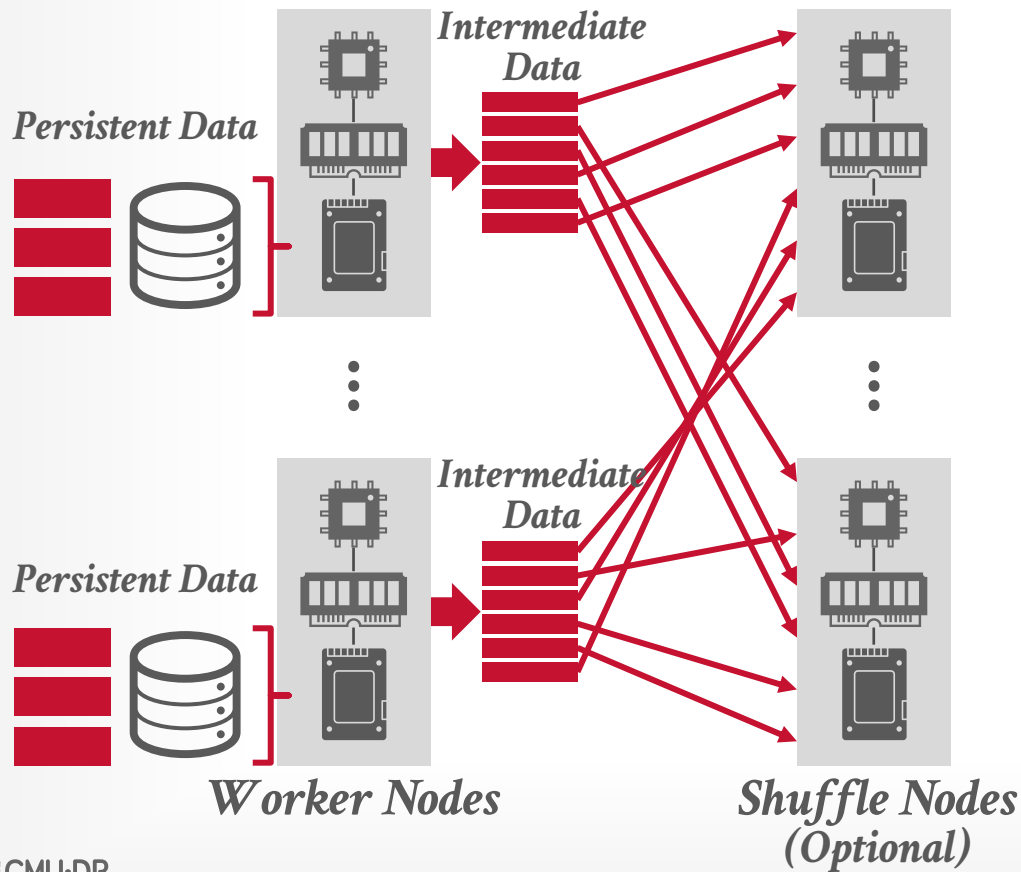 Intermediate
Data
Persistent Data
Intermediate
Data
Persistent Data
Worker Nodes
Shuffle Nodes
(Optional)